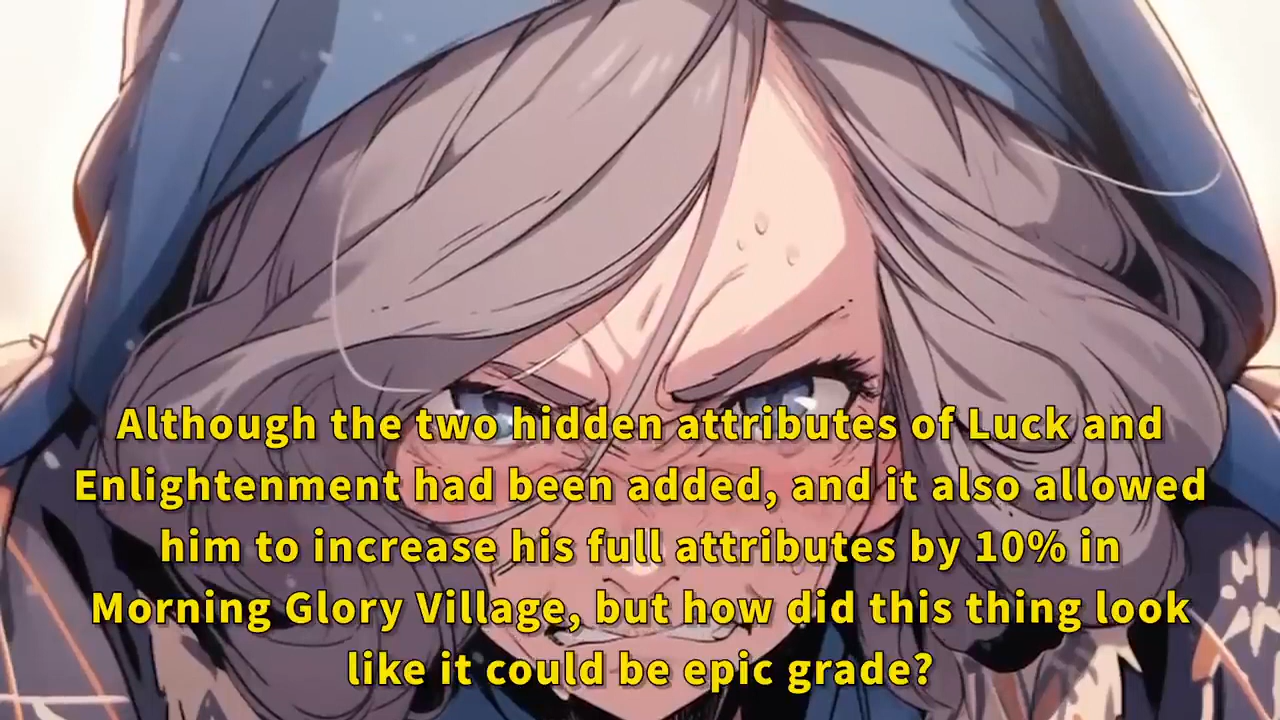 Although the two hidden attributes of Luck and
Enlightenment had been added, and it also allowed
him to increase his full attributes by 10% in
Morning Glory Village, but how did this thing look
like it could be epic grade?